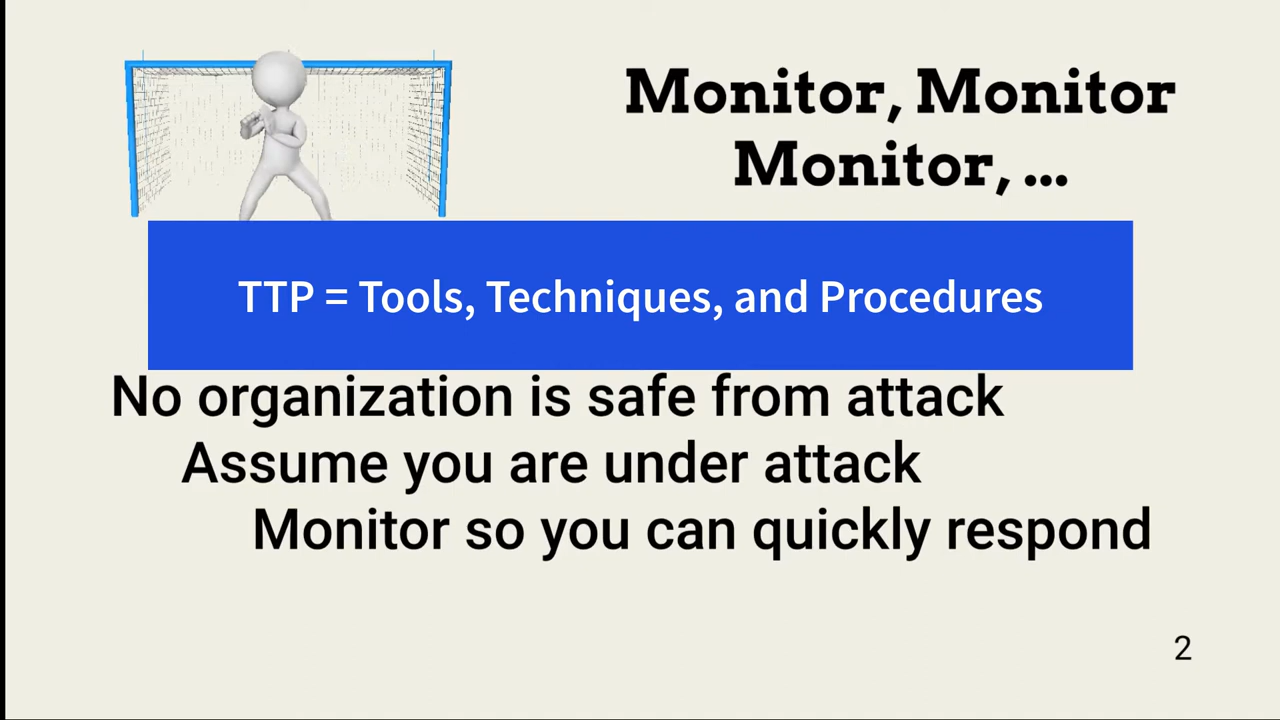 Monitor, Monitor
Monitor, ...
TTP = Tools, Techniques, and Procedures
No organization is safe from attack
Assume you are under attack
Monitor so you can quickly respond
2